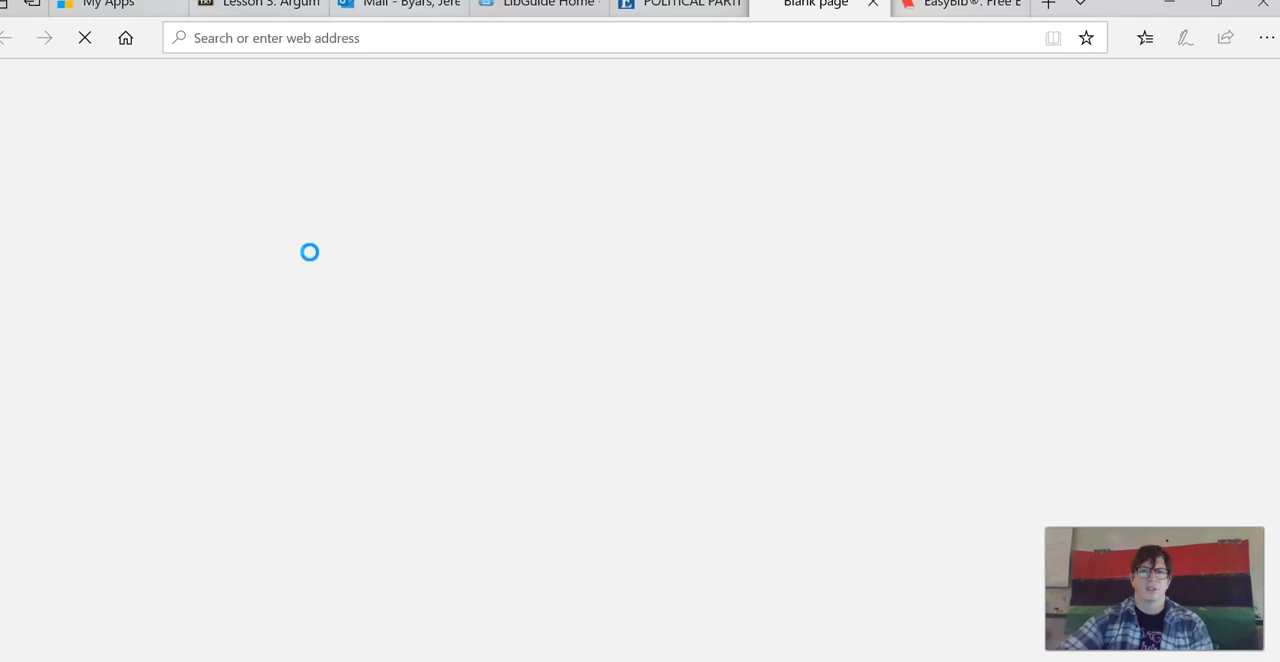 My Apps
Lesson 3: Argum
Mail - Byars, Jere
LibGuide Home
POLITICAL PARTI
Blank page
EasyBib®: Free E
Search or enter web address